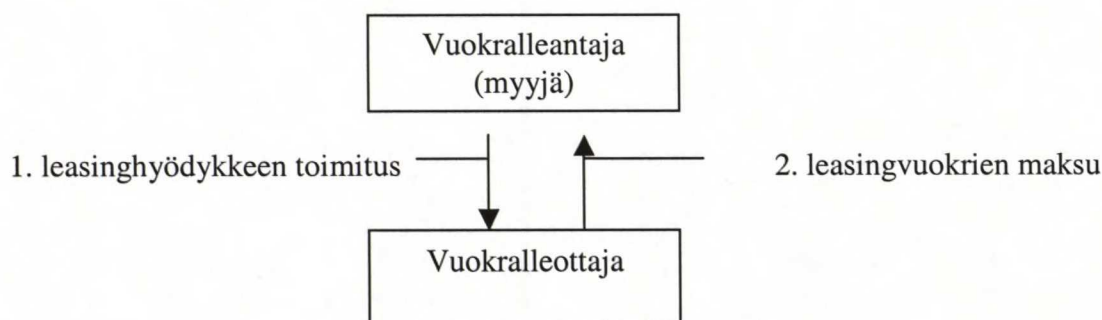 Vuokralleantaja
(myyjä)
1. leasinghyödykkeen toimitus
2. leasingvuokrien maksu
Vuokralleottaja